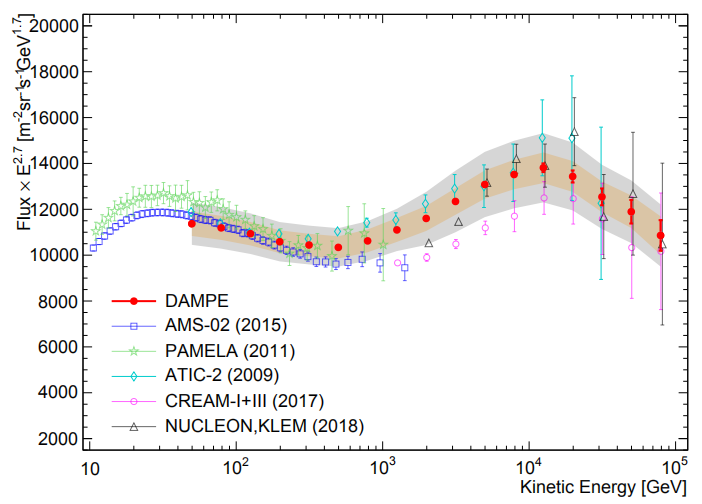 Flux × E^2.7 [m^-2sr^-1s^-1GeV^1.7]
20000
18000
16000
14000
12000
10000
8000
6000
4000
2000
DAMPE
AMS-02 (2015)
PAMELA (2011)
ATIC-2 (2009)
CREAM-I+III (2017)
NUCLEON,KLEM (2018)
10 10^2 10^3 10^4 10^5
Kinetic Energy [GeV]